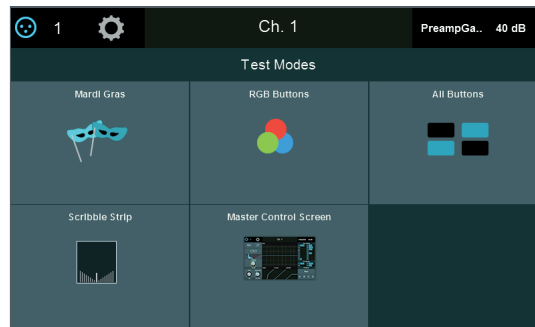 1
Ch. 1
PreampGa.. 40 dB
Test Modes
Mardi Gras
RGB Buttons
All Buttons
Scribble Strip
Master Control Screen